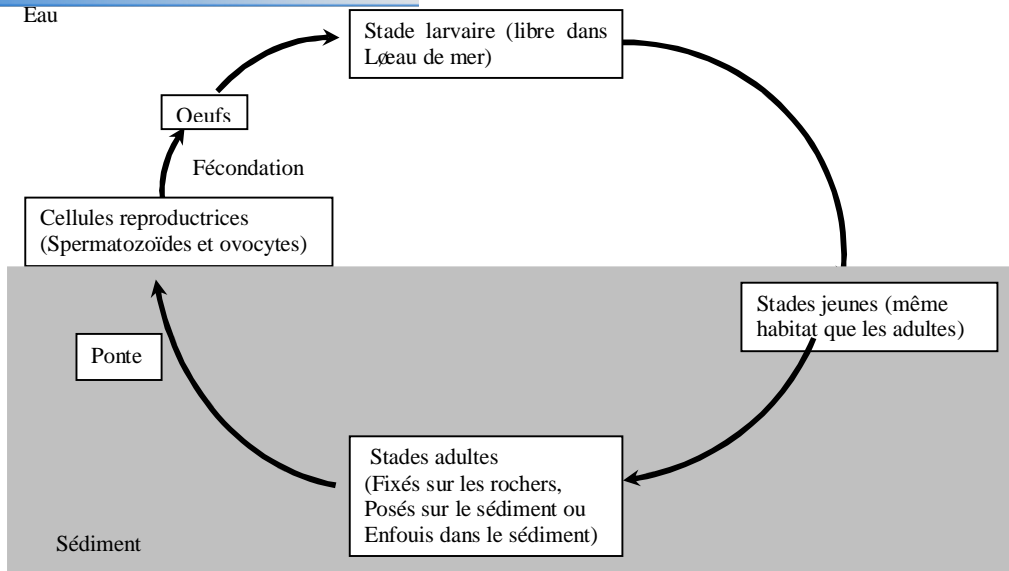 Eau
Stade larvaire (libre dans
Løeau de mer)
Oeufs
Fécondation
Cellules reproductrices
(Spermatozoïdes et ovocytes)
Stades jeunes (même
habitat que les adultes)
Ponte
Stades adultes
(Fixés sur les rochers,
Posés sur le sédiment ou
Enfouis dans le sédiment)
Sédiment